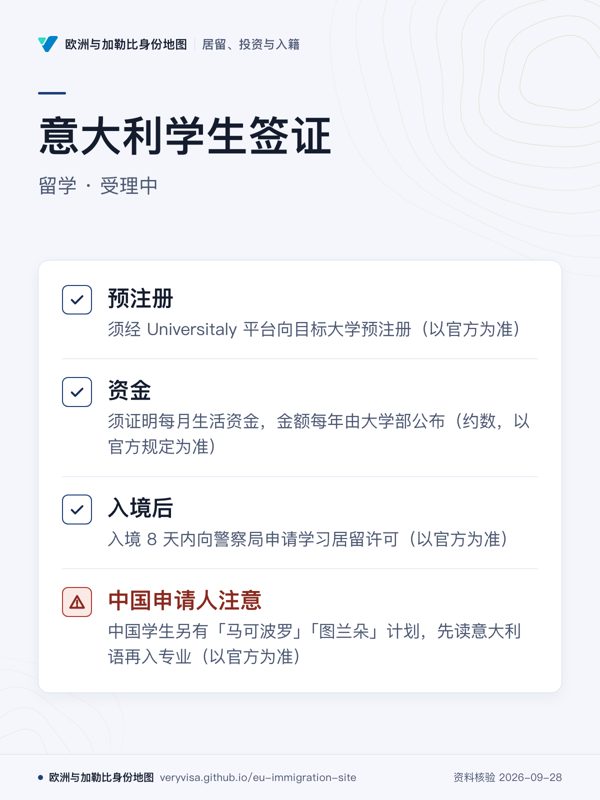 欧洲与加勒比身份地图 居留、投资与入籍
意大利学生签证
留学 · 受理中
预注册
须经 Universitaly 平台向目标大学预注册（以官方为准）
资金
须证明每月生活资金，金额每年由大学部公布（约数，以
官方规定为准）
入境后
入境 8 天内向警察局申请学习居留许可（以官方为准）
中国申请人注意
中国学生另有「马可波罗」「图兰朵」计划，先读意大利
语再入专业（以官方为准）
欧洲与加勒比身份地图 veryvisa.github.io/eu-immigration-site 资料核验 2026-09-28